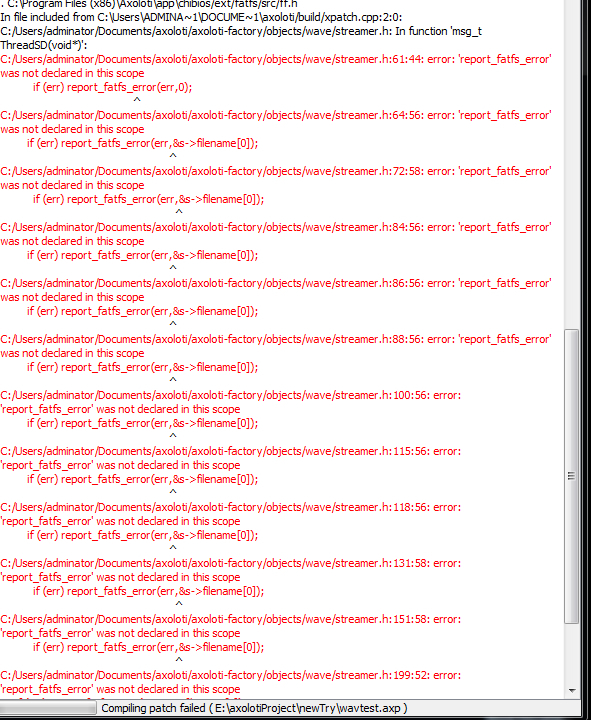 . C:\Program Files (x86)\Axoloti\app\chibios/ext/fatfs/src/ff.h
In file included from C:\Users\ADMINA~1\DOCUME~1\axoloti/build/xpatch.cpp:2:0:
C:/Users/adminator/Documents/axoloti/axoloti-factory/objects/wave/streamer.h: In function 'msg_t
ThreadSD(void*)':
C:/Users/adminator/Documents/axoloti/axoloti-factory/objects/wave/streamer.h:61:44: error: 'report_fatfs_error'
was not declared in this scope
if (err) report_fatfs_error(err,0);
^
C:/Users/adminator/Documents/axoloti/axoloti-factory/objects/wave/streamer.h:64:56: error: 'report_fatfs_error'
was not declared in this scope
if (err) report_fatfs_error(err,&s->filename[0]);
^
C:/Users/adminator/Documents/axoloti/axoloti-factory/objects/wave/streamer.h:72:58: error: 'report_fatfs_error'
was not declared in this scope
if (err) report_fatfs_error(err,&s->filename[0]);
^
C:/Users/adminator/Documents/axoloti/axoloti-factory/objects/wave/streamer.h:84:56: error: 'report_fatfs_error'
was not declared in this scope
if (err) report_fatfs_error(err,&s->filename[0]);
^
C:/Users/adminator/Documents/axoloti/axoloti-factory/objects/wave/streamer.h:86:56: error: 'report_fatfs_error'
was not declared in this scope
if (err) report_fatfs_error(err,&s->filename[0]);
^
C:/Users/adminator/Documents/axoloti/axoloti-factory/objects/wave/streamer.h:88:56: error: 'report_fatfs_error'
was not declared in this scope
if (err) report_fatfs_error(err,&s->filename[0]);
^
C:/Users/adminator/Documents/axoloti/axoloti-factory/objects/wave/streamer.h:100:56: error:
'report_fatfs_error' was not declared in this scope
if (err) report_fatfs_error(err,&s->filename[0]);
^
C:/Users/adminator/Documents/axoloti/axoloti-factory/objects/wave/streamer.h:115:56: error:
'report_fatfs_error' was not declared in this scope
if (err) report_fatfs_error(err,&s->filename[0]);
^
C:/Users/adminator/Documents/axoloti/axoloti-factory/objects/wave/streamer.h:118:56: error:
'report_fatfs_error' was not declared in this scope
if (err) report_fatfs_error(err,&s->filename[0]);
^
C:/Users/adminator/Documents/axoloti/axoloti-factory/objects/wave/streamer.h:131:58: error:
'report_fatfs_error' was not declared in this scope
if (err) report_fatfs_error(err,&s->filename[0]);
^
C:/Users/adminator/Documents/axoloti/axoloti-factory/objects/wave/streamer.h:151:58: error:
'report_fatfs_error' was not declared in this scope
if (err) report_fatfs_error(err,&s->filename[0]);
^
C:/Users/adminator/Documents/axoloti/axoloti-factory/objects/wave/streamer.h:199:52: error:
'report_fatfs_error' was not declared in this scope
Compiling patch failed ( E:\axolotiProject\newTry\wavtest.axp )